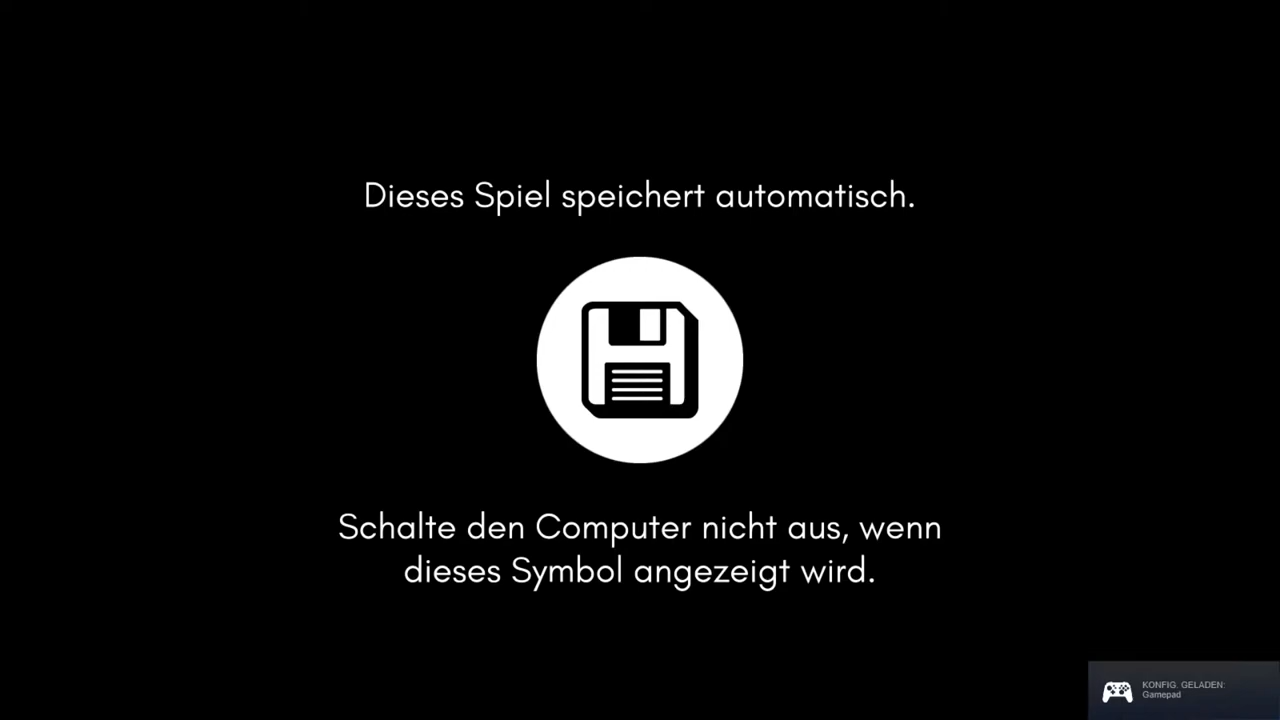 Dieses Spiel speichert automatisch.
Schalte den Computer nicht aus, wenn
dieses Symbol angezeigt wird.
KONFIG. GELADEN:
Gamepad